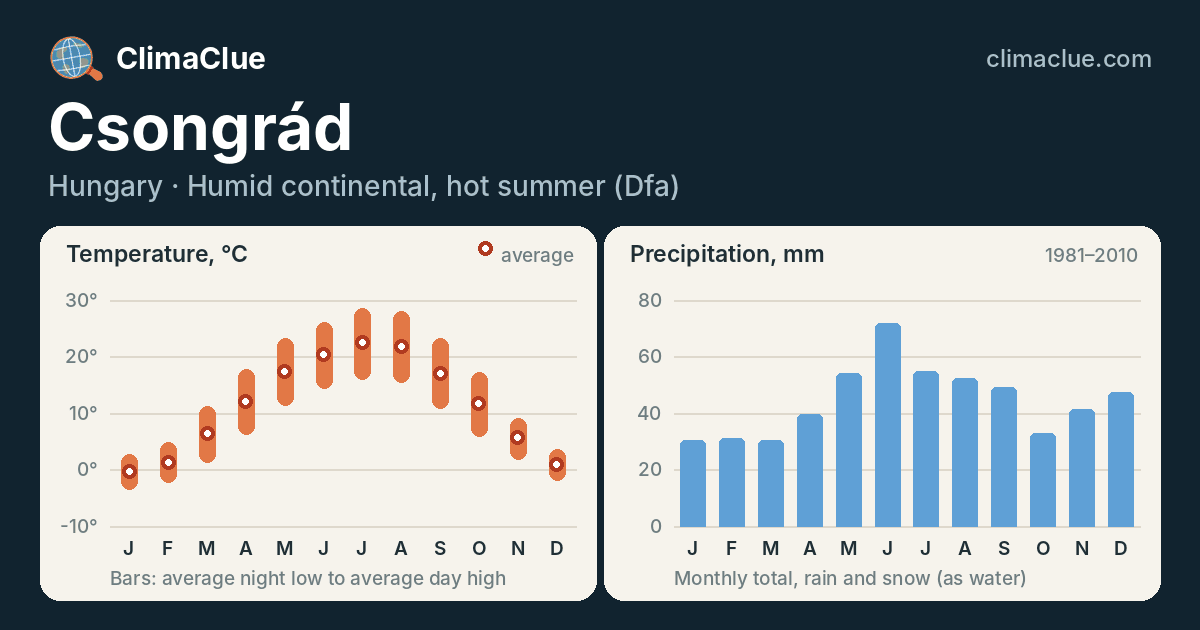 ClimaClue
climaclue.com
Csongrád
Hungary · Humid continental, hot summer (Dfa)
Temperature, °C
average
30°
20°
10°
0°
-10°
J F M A M J J A S O N D
Bars: average night low to average day high
Precipitation, mm
1981–2010
80
60
40
20
0
J F M A M J J A S O N D
Monthly total, rain and snow (as water)